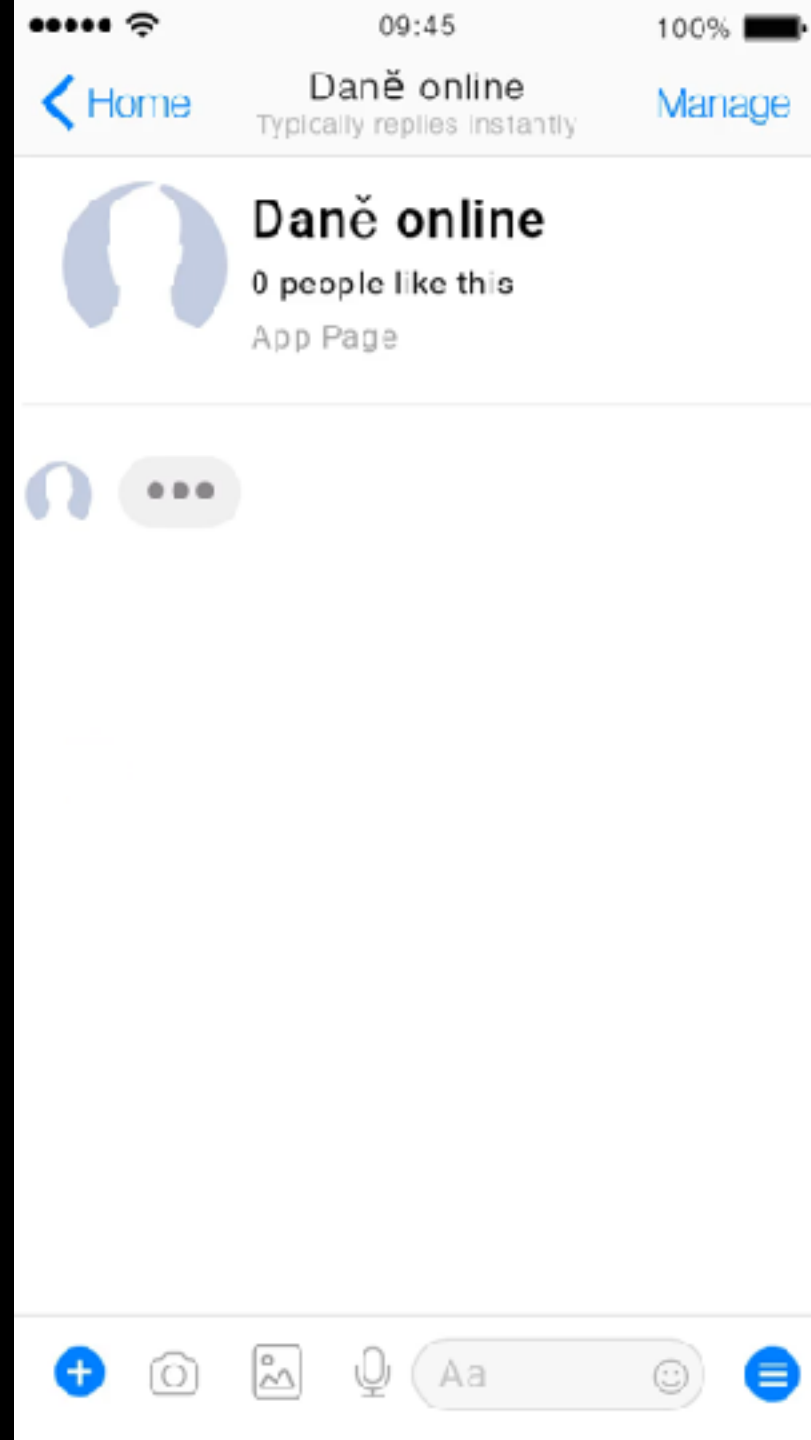 09:45
100%
Home
Daně online
Manage
Typically replies instantly
Daně online
0 people like this
App Page
Aa